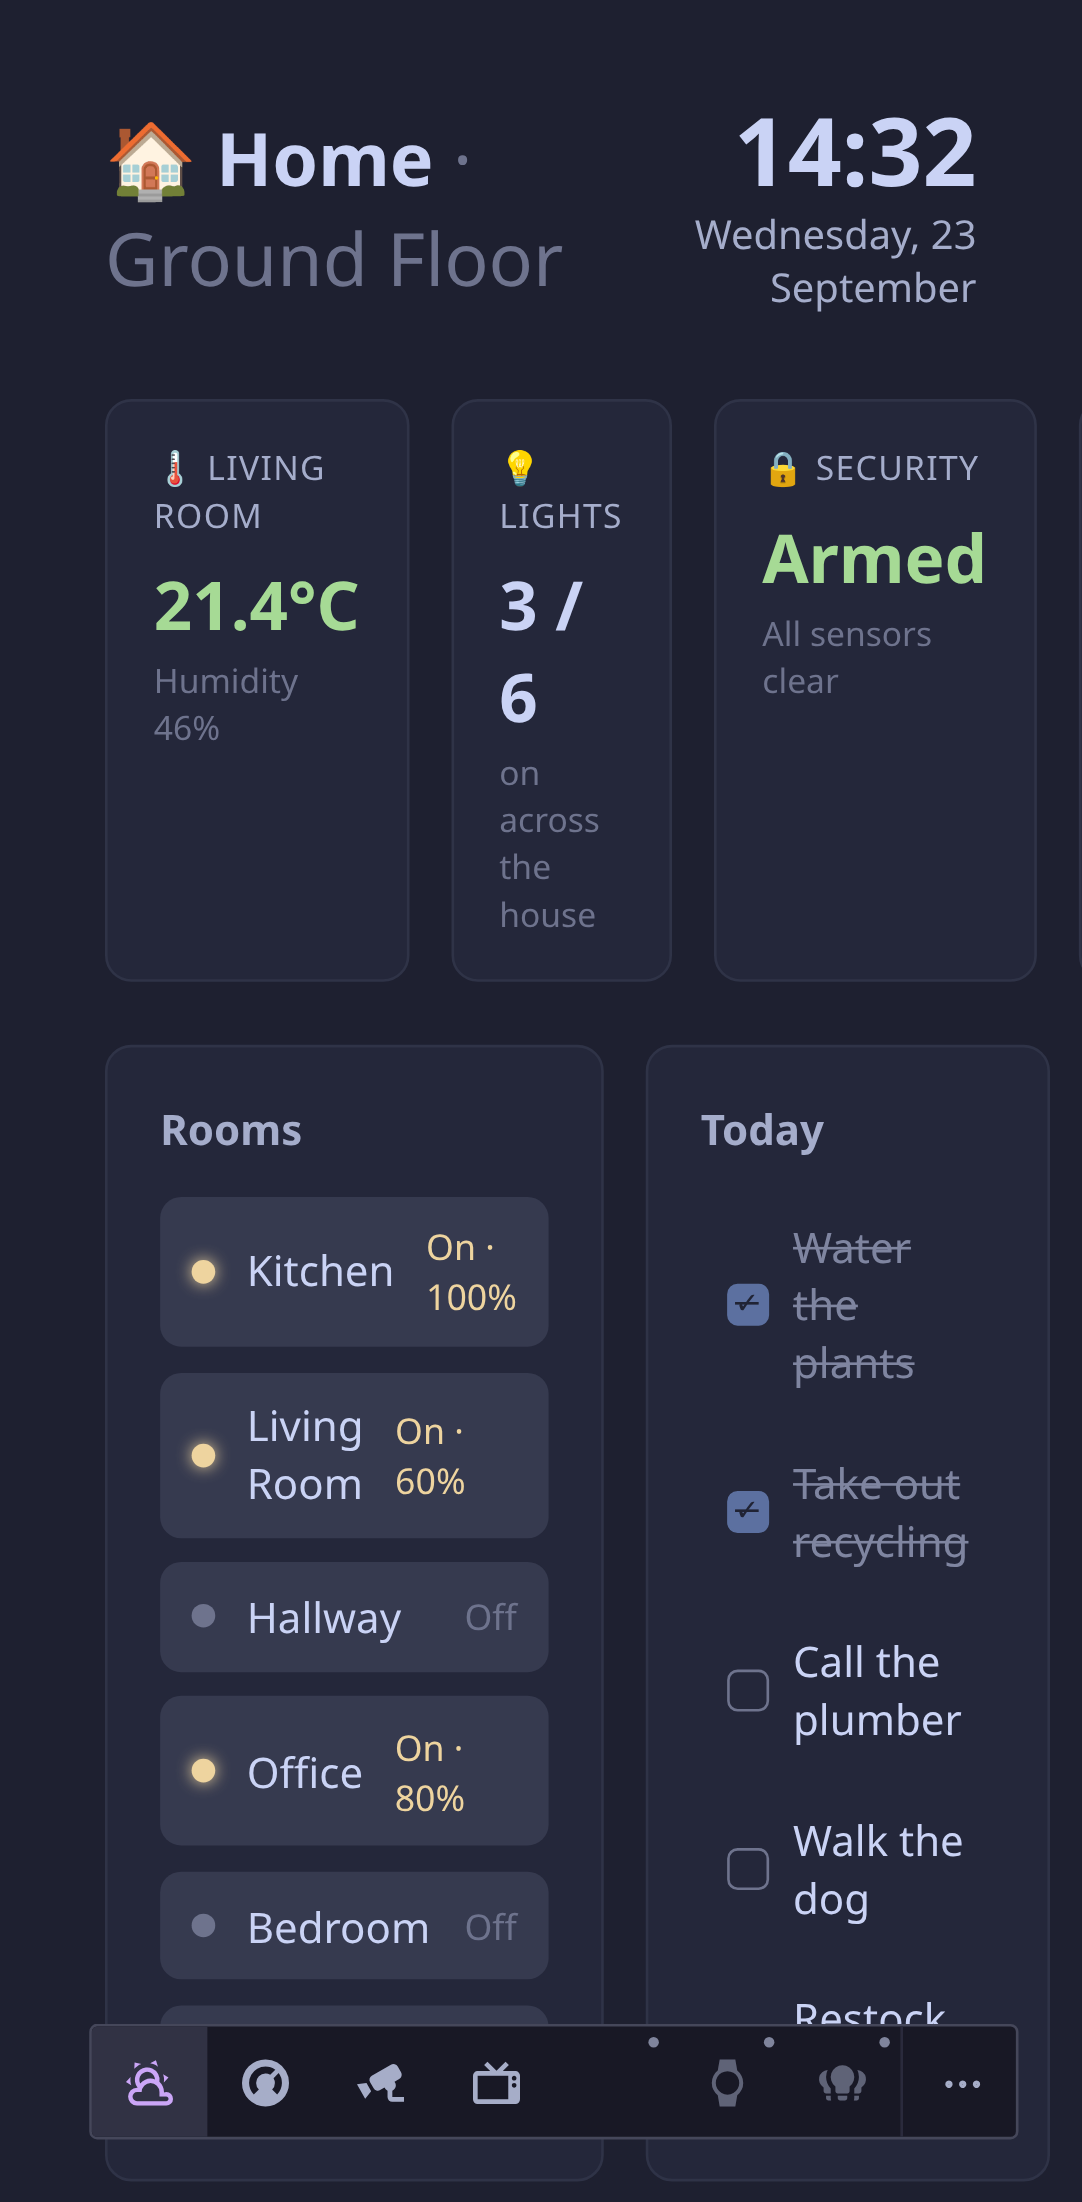 Home ·
Ground Floor
14:32
Wednesday, 23
September
LIVING
ROOM
21.4°C
Humidity
46%
LIGHTS
3 /
6
on
across
the
house
SECURITY
Armed
All sensors
clear
Rooms
Kitchen
On ·
100%
Living
Room
On ·
60%
Hallway
Off
Office
On ·
80%
Bedroom
Off
Today
Water
the
plants
Take out
recycling
Call the
plumber
Walk the
dog
Restock